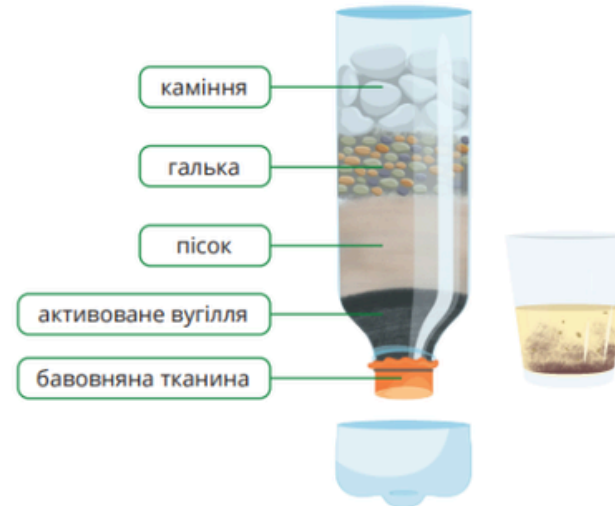 каміння
галька
пісок
активоване вугілля
бавовняна тканина